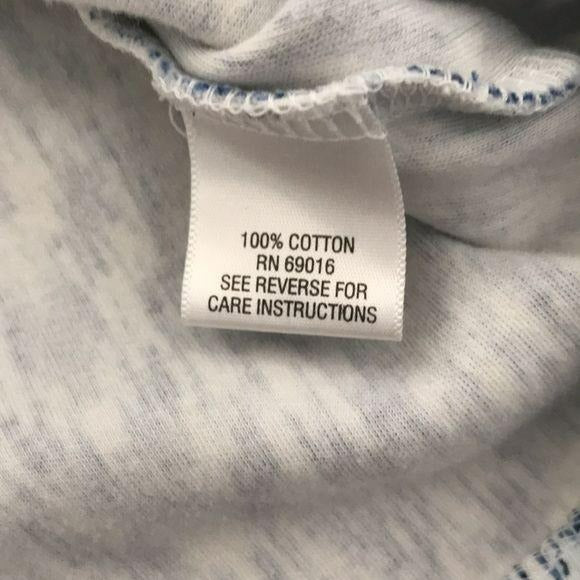 100% COTTON
RN 69016
SEE REVERSE FOR
CARE INSTRUCTIONS